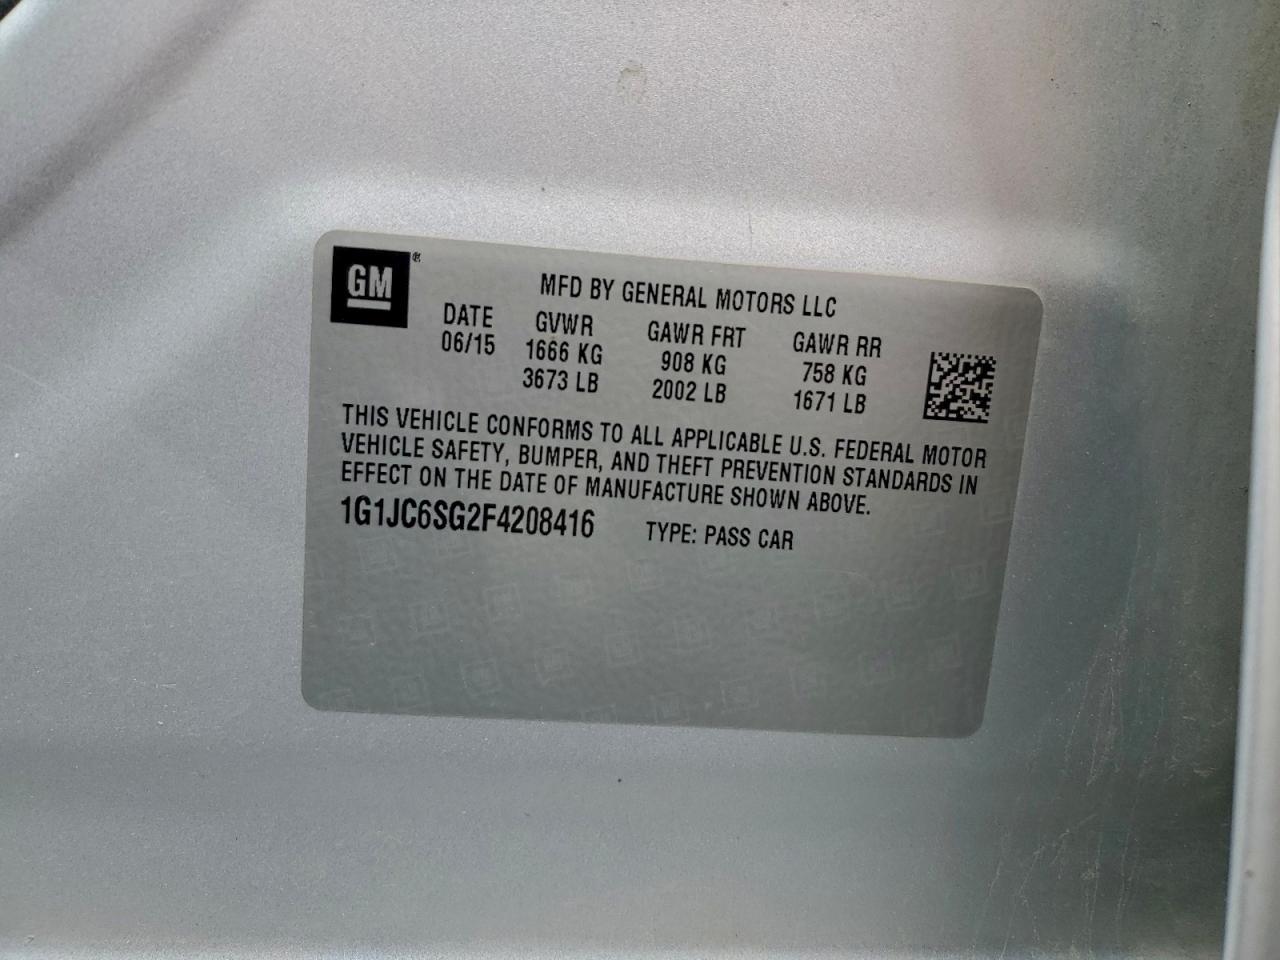 GM®
MFD BY GENERAL MOTORS LLC
DATE GVWR GAWR FRT GAWR RR
06/15 1666 KG 908 KG 758 KG
3673 LB 2002 LB 1671 LB
THIS VEHICLE CONFORMS TO ALL APPLICABLE U.S. FEDERAL MOTOR
VEHICLE SAFETY, BUMPER, AND THEFT PREVENTION STANDARDS IN
EFFECT ON THE DATE OF MANUFACTURE SHOWN ABOVE.
1G1JC6SG2F4208416 TYPE: PASS CAR